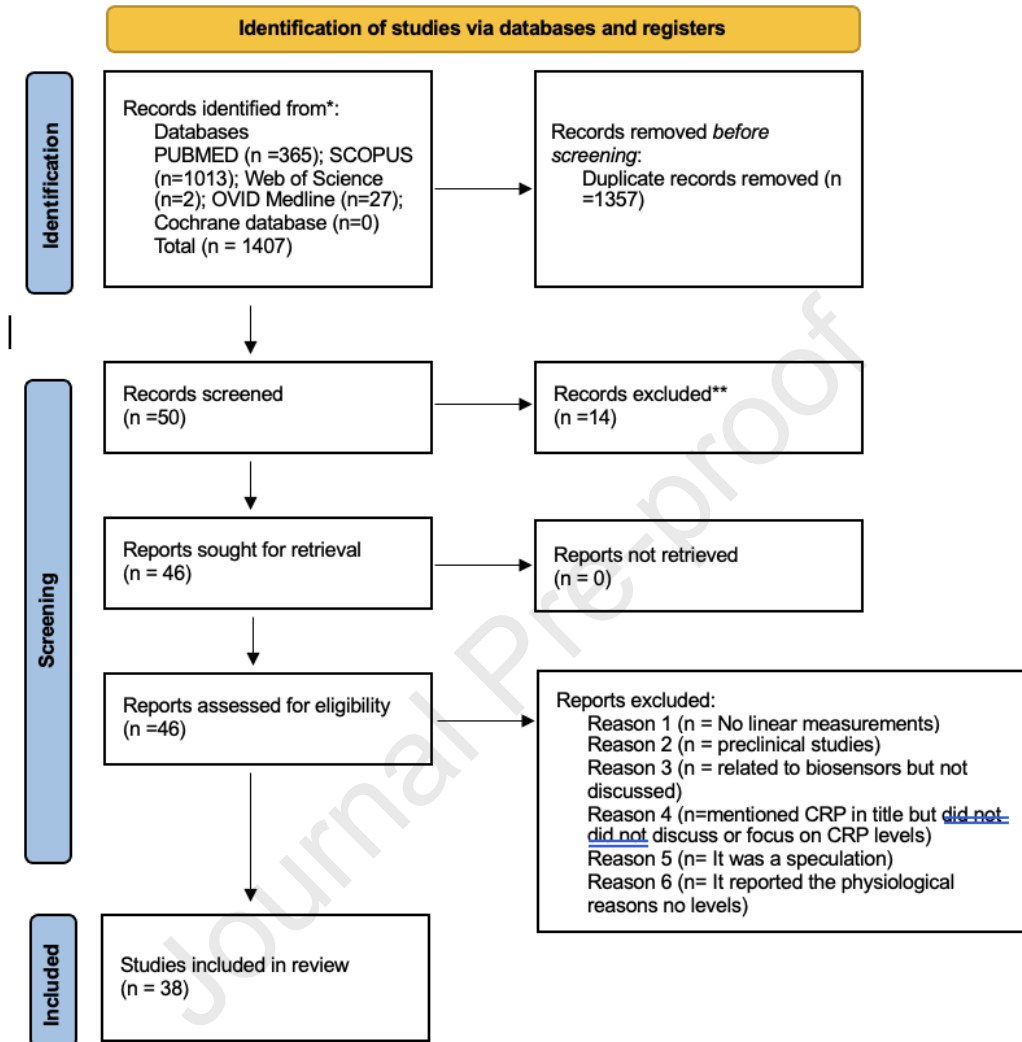 Identification of studies via databases and registers
Identification
Records identified from*:
Databases
PUBMED (n =365); SCOPUS
(n=1013); Web of Science
(n=2); OVID Medline (n=27);
Cochrane database (n=0)
Total (n = 1407)
Records removed before
screening:
Duplicate records removed (n
=1357)
Screening
Records screened
(n =50)
Records excluded**
(n =14)
Reports sought for retrieval
(n = 46)
Reports not retrieved
(n = 0)
Reports assessed for eligibility
(n =46)
Reports excluded:
Reason 1 (n = No linear measurements)
Reason 2 (n = preclinical studies)
Reason 3 (n = related to biosensors but not
discussed)
Reason 4 (n=mentioned CRP in title but did not
did not discuss or focus on CRP levels)
Reason 5 (n= It was a speculation)
Reason 6 (n= It reported the physiological
reasons no levels)
Included
Studies included in review
(n = 38)
Journal Pre-proof